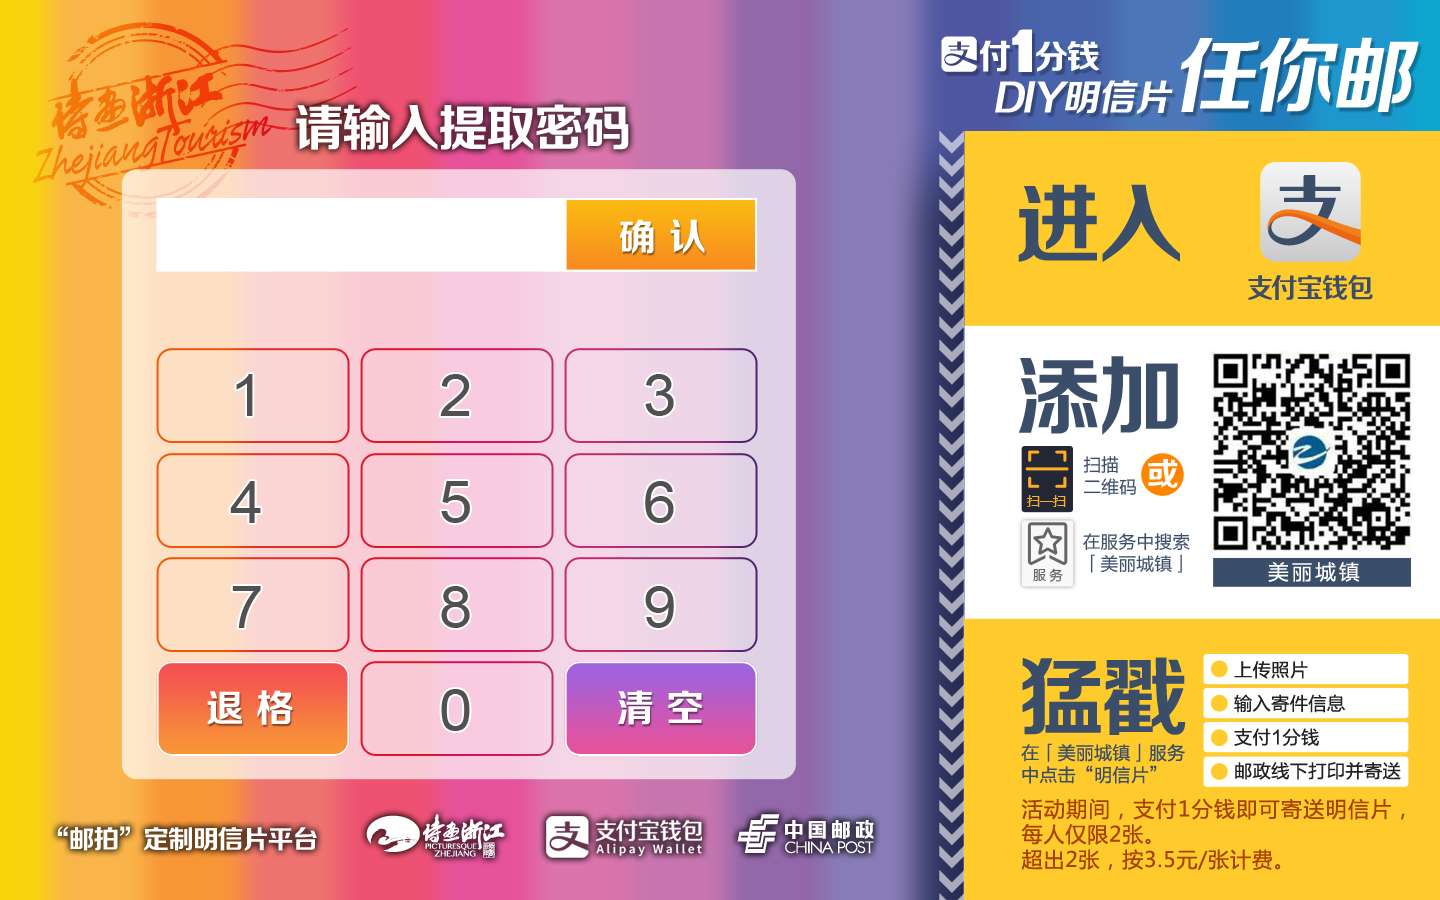 诗画浙江
ZhejiangTourism
请输入提取密码
确认
1
2
3
4
5
6
7
8
9
退格
0
清空
“邮拍”定制明信片平台
诗画浙江
PICTURESQUE
ZHEJIANG
支付宝钱包
Alipay Wallet
中国邮政
CHINA POST
支付1分钱
DIY明信片
任你邮
进入
支
支付宝钱包
添加
扫一扫
扫描
二维码
或
服务
在服务中搜索
「美丽城镇」
美丽城镇
猛戳
在「美丽城镇」服务
中点击“明信片”
上传照片
输入寄件信息
支付1分钱
邮政线下打印并寄送
活动期间，支付1分钱即可寄送明信片，
每人仅限2张。
超出2张，按3.5元/张计费。